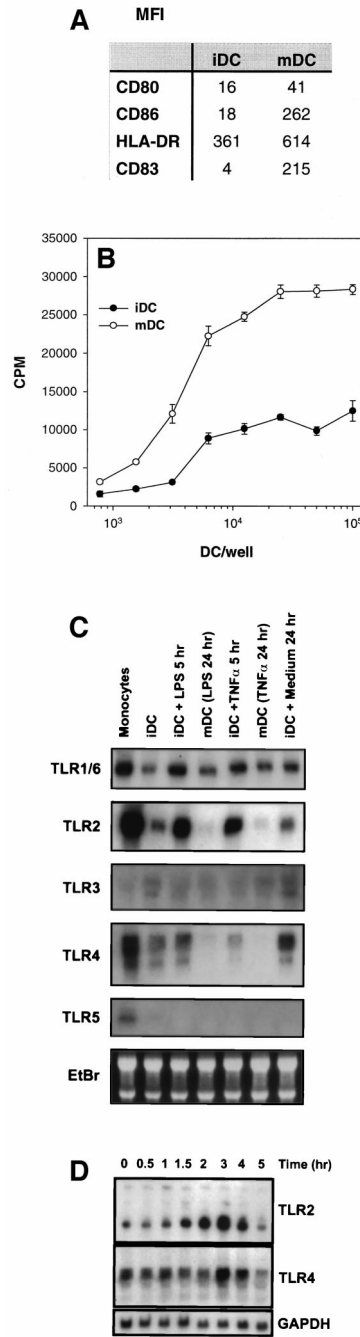 A
MFI
iDC mDC
CD80 16 41
CD86 18 262
HLA-DR 361 614
CD83 4 215
B
35000
30000
25000
20000
15000
10000
5000
0
CPM
iDC
mDC
10³ 10⁴ 10⁵
DC/well
C
Monocytes
iDC
iDC + LPS 5 hr
mDC (LPS 24 hr)
iDC +TNFα 5 hr
mDC (TNFα 24 hr)
iDC + Medium 24 hr
TLR1/6
TLR2
TLR3
TLR4
TLR5
EtBr
D
0 0.5 1 1.5 2 3 4 5 Time (hr)
TLR2
TLR4
GAPDH